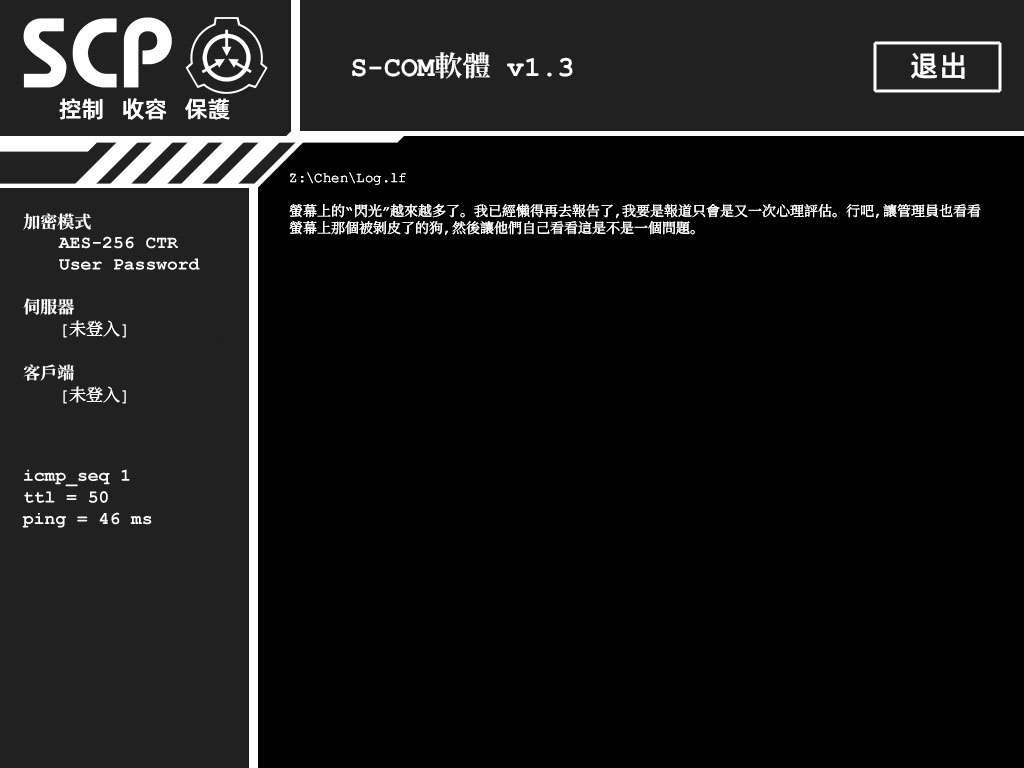 SCP
控制 收容 保護
S-COM軟體 v1.3
退出
Z:\Chen\Log.lf
螢幕上的“閃光”越來越多了。我已經懶得再去報告了,我要是報道只會是又一次心理評估。行吧,讓管理員也看看
螢幕上那個被剝皮了的狗,然後讓他們自己看看這是不是一個問題。
加密模式
AES-256 CTR
User Password
伺服器
[未登入]
客戶端
[未登入]
icmp_seq 1
ttl = 50
ping = 46 ms